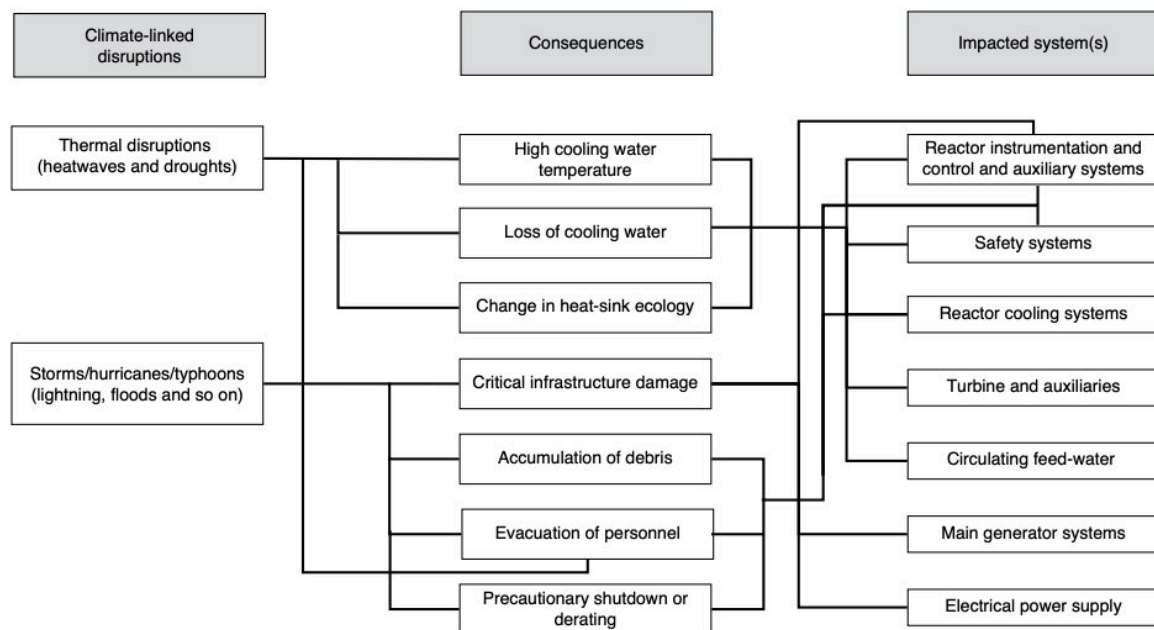 Climate-linked
disruptions
Consequences
Impacted system(s)
Thermal disruptions
(heatwaves and droughts)
High cooling water
temperature
Reactor instrumentation and
control and auxiliary systems
Loss of cooling water
Safety systems
Change in heat-sink ecology
Reactor cooling systems
Storms/hurricanes/typhoons
(lightning, floods and so on)
Critical infrastructure damage
Turbine and auxiliaries
Accumulation of debris
Circulating feed-water
Evacuation of personnel
Main generator systems
Precautionary shutdown or
derating
Electrical power supply